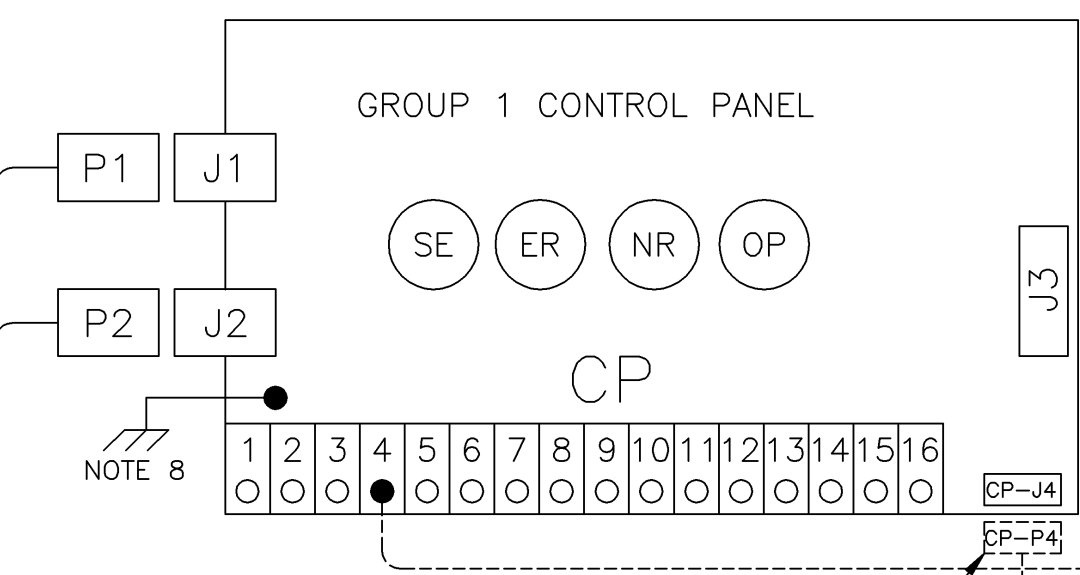 GROUP 1 CONTROL PANEL
P1 J1
SE ER NR OP
J3
P2 J2
CP
1 2 3 4 5 6 7 8 9 10 11 12 13 14 15 16
NOTE 8
CP-J4
CP-P4